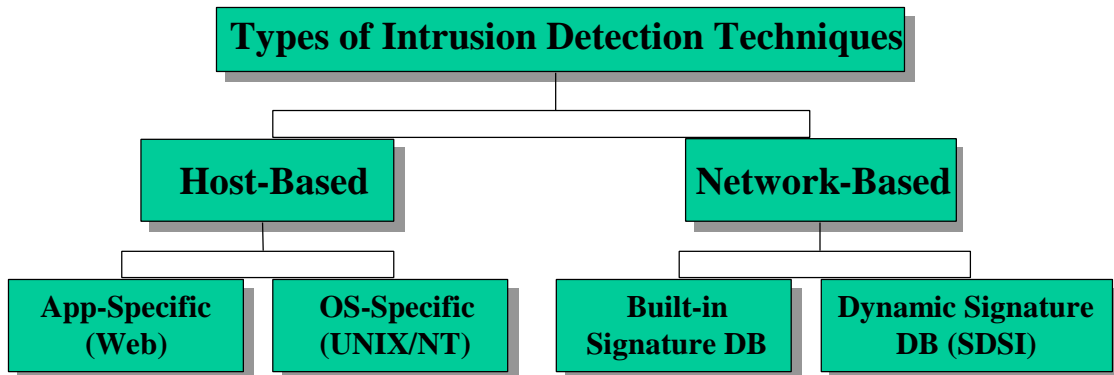 Types of Intrusion Detection Techniques
Host-Based
Network-Based
App-Specific
(Web)
OS-Specific
(UNIX/NT)
Built-in
Signature DB
Dynamic Signature
DB (SDSI)